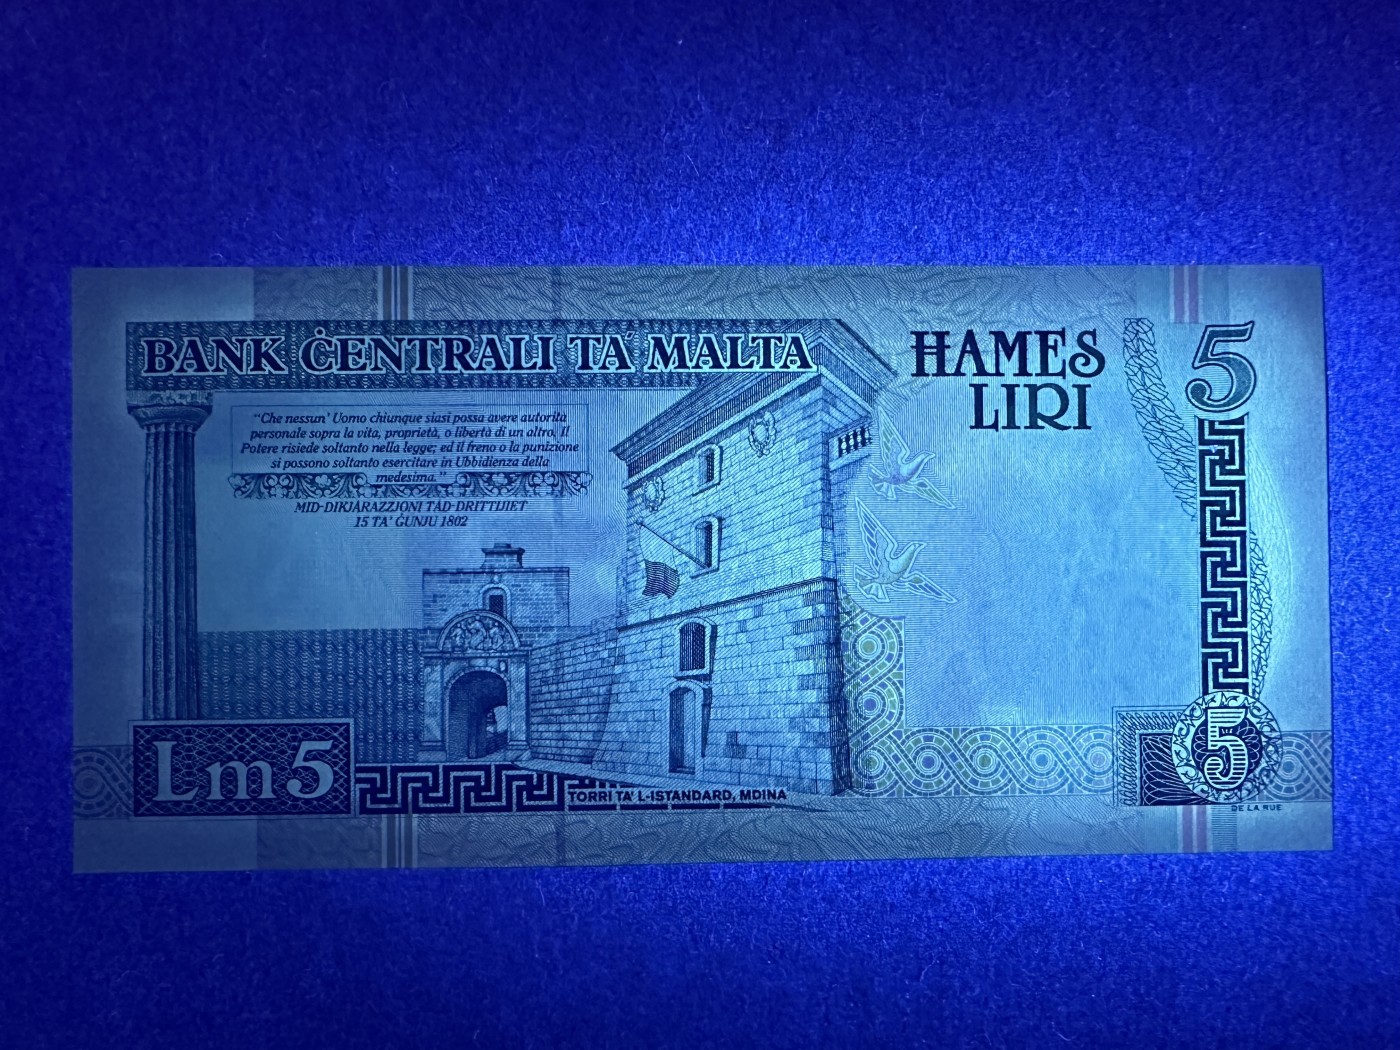 BANK ĊENTRALI TA' MALTA
ĦAMES
LIRI
5
"Che nessun' Uomo chiunque siasi possa avere autorità
personale sopra la vita, proprietà, o libertà di un altro. Il
Potere risiede soltanto nella legge; ed il freno o la punizione
si possono soltanto esercitare in Ubbidienza della
medesima."
MID-DIKJARAZZJONI TAD-DRITTIJIET
15 TA' ĠUNJU 1802
Lm5
TORRI TA' L-ISTANDARD, MDINA
5
DE LA RUE